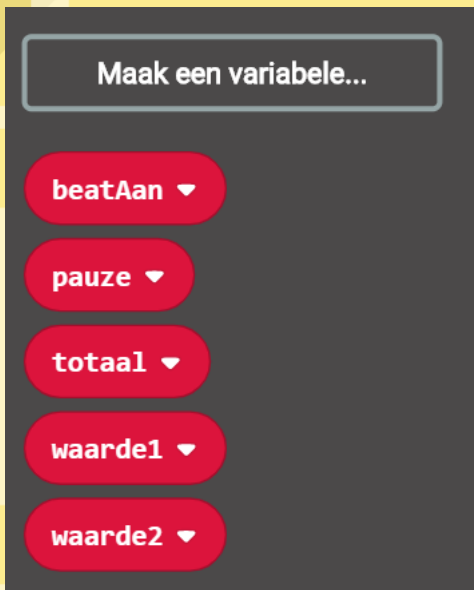 Maak een variabele...
beatAan
pauze
totaal
waarde1
waarde2